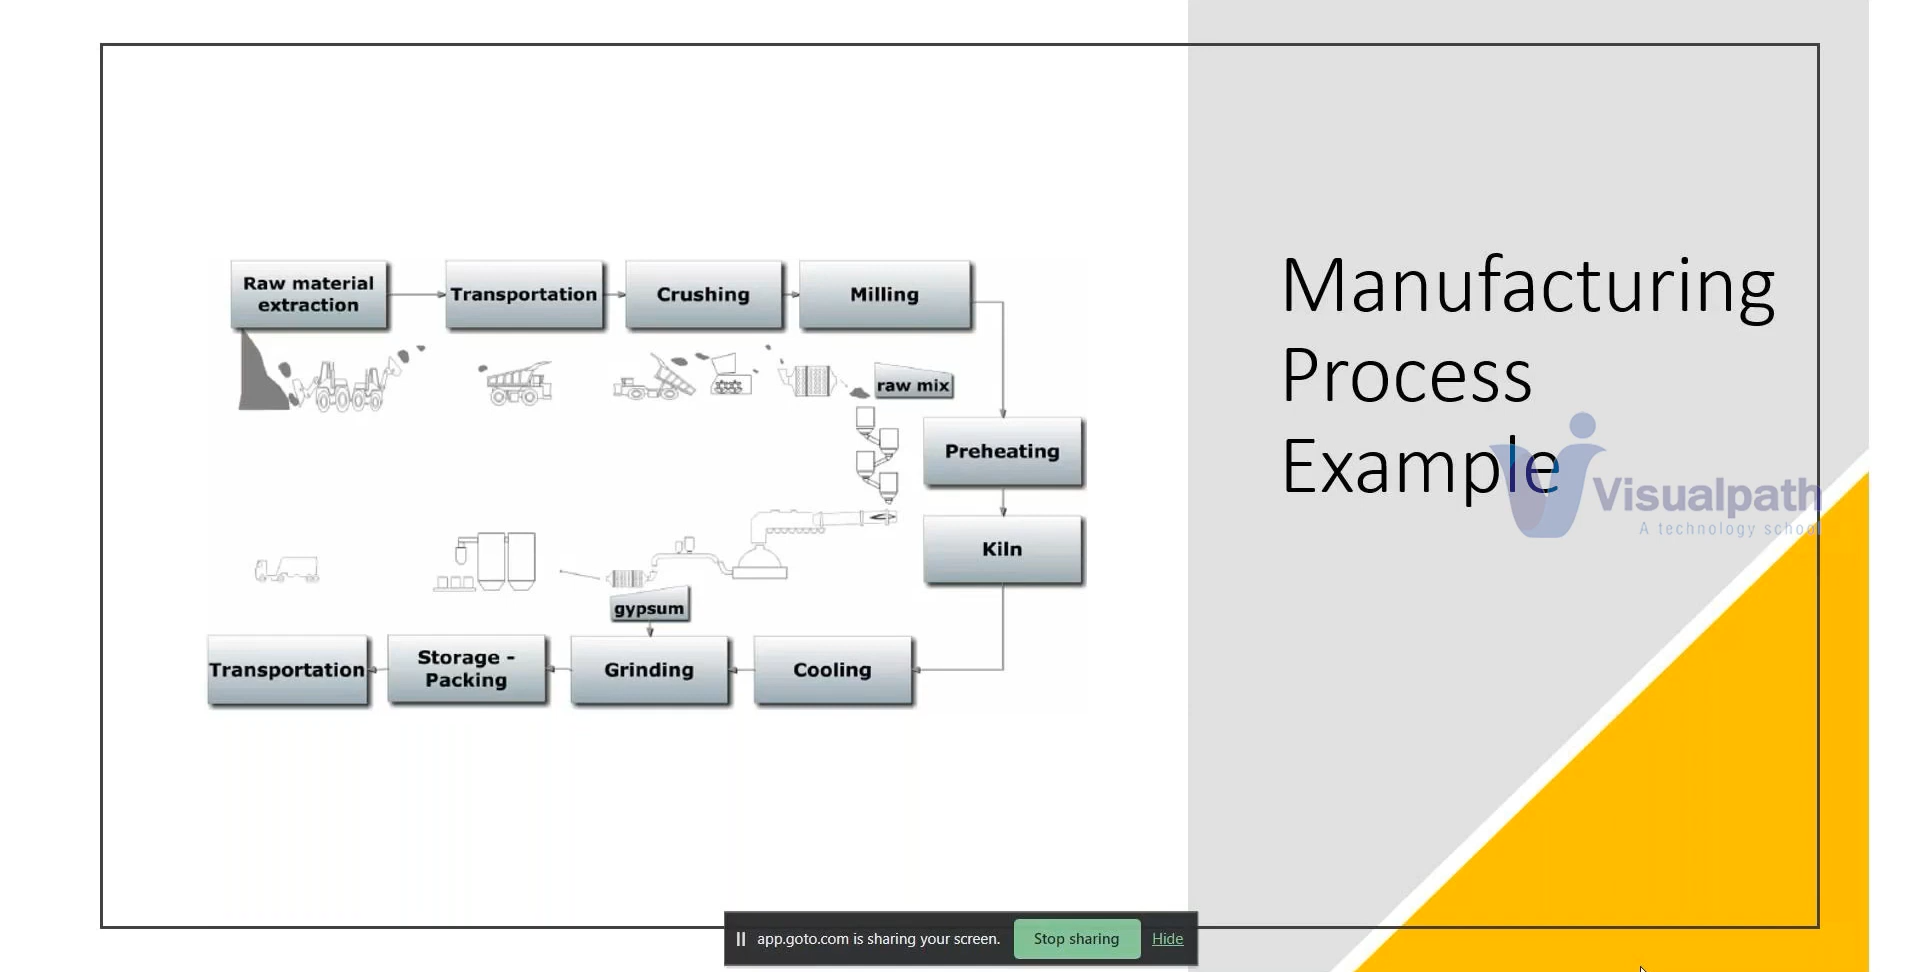 Raw material
extraction
Transportation
Crushing
Milling
raw mix
Preheating
Kiln
gypsum
Transportation
Storage -
Packing
Grinding
Cooling
Manufacturing
Process
Example
Visualpath
A technology school
app.goto.com is sharing your screen.
Stop sharing
Hide